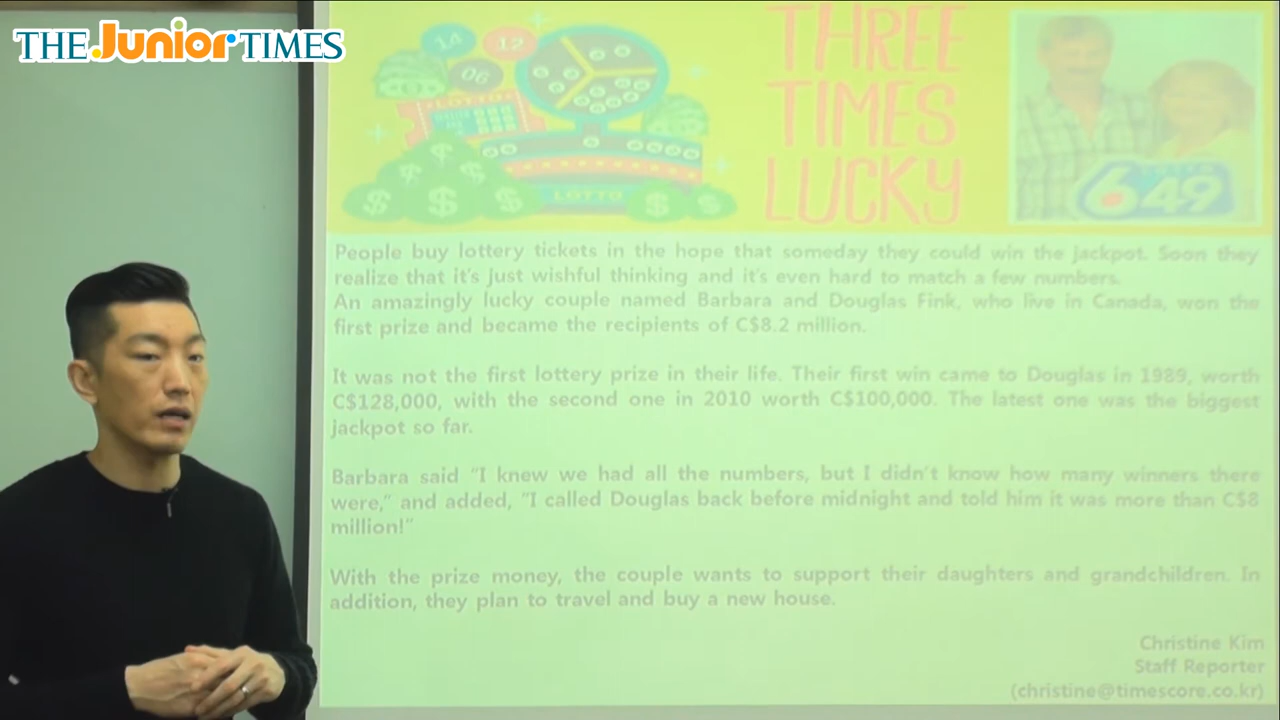 THE Junior TIMES
14
12
06
LOTTO
LOTTO
THREE
TIMES
LUCKY
649
People buy lottery tickets in the hope that someday they could win the jackpot. Soon they
realize that it's just wishful thinking and it's even hard to match a few numbers.
An amazingly lucky couple named Barbara and Douglas Fink, who live in Canada, won the
first prize and became the recipients of C$8.2 million.
It was not the first lottery prize in their life. Their first win came to Douglas in 1989, worth
C$128,000, with the second one in 2010 worth C$100,000. The latest one was the biggest
jackpot so far.
Barbara said "I knew we had all the numbers, but I didn't know how many winners there
were," and added, "I called Douglas back before midnight and told him it was more than C$8
million!"
With the prize money, the couple wants to support their daughters and grandchildren. In
addition, they plan to travel and buy a new house.
Christine Kim
Staff Reporter
(christine@timescore.co.kr)